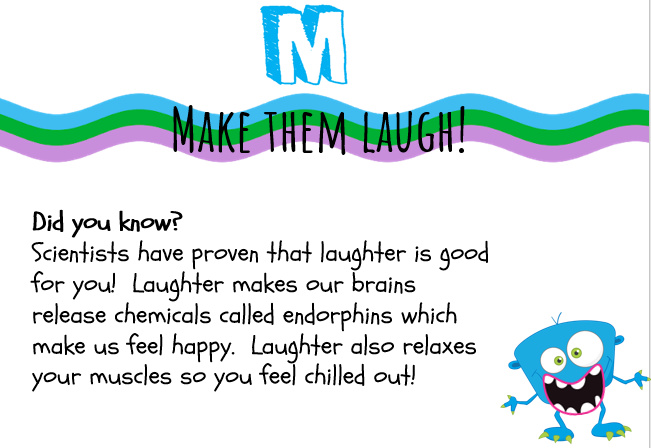 M
Make them laugh!
Did you know?
Scientists have proven that laughter is good
for you! Laughter makes our brains
release chemicals called endorphins which
make us feel happy. Laughter also relaxes
your muscles so you feel chilled out!